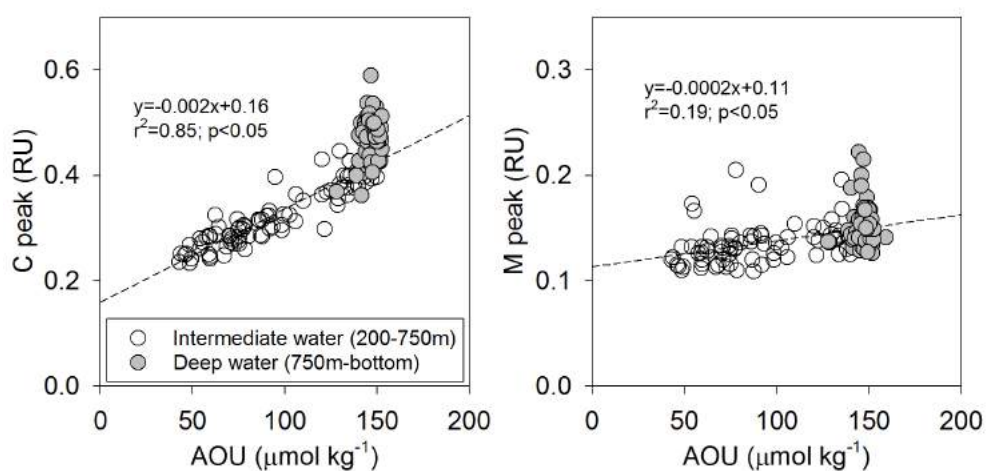 0.6
0.4
0.2
0.0
C peak (RU)
y=-0.002x+0.16
r²=0.85; p<0.05
Intermediate water (200-750m)
Deep water (750m-bottom)
0 50 100 150 200
AOU (μmol kg⁻¹)
0.3
0.2
0.1
0.0
M peak (RU)
y=-0.0002x+0.11
r²=0.19; p<0.05
0 50 100 150 200
AOU (μmol kg⁻¹)